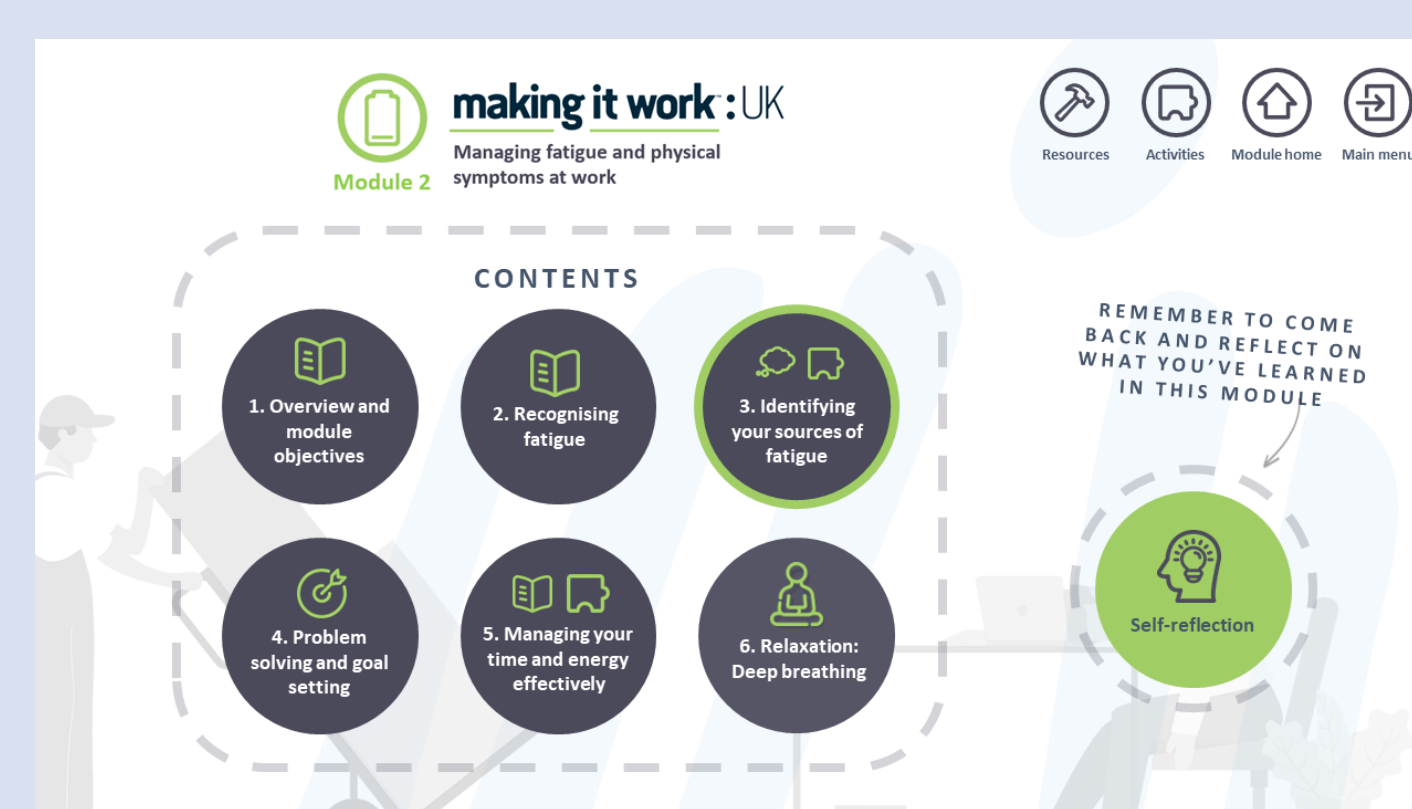 making it work™:UK
Managing fatigue and physical
symptoms at work
Module 2
Resources
Activities
Module home
Main menu
CONTENTS
1. Overview and
module
objectives
2. Recognising
fatigue
3. Identifying
your sources of
fatigue
4. Problem
solving and goal
setting
5. Managing your
time and energy
effectively
6. Relaxation:
Deep breathing
REMEMBER TO COME
BACK AND REFLECT ON
WHAT YOU'VE LEARNED
IN THIS MODULE
Self-reflection